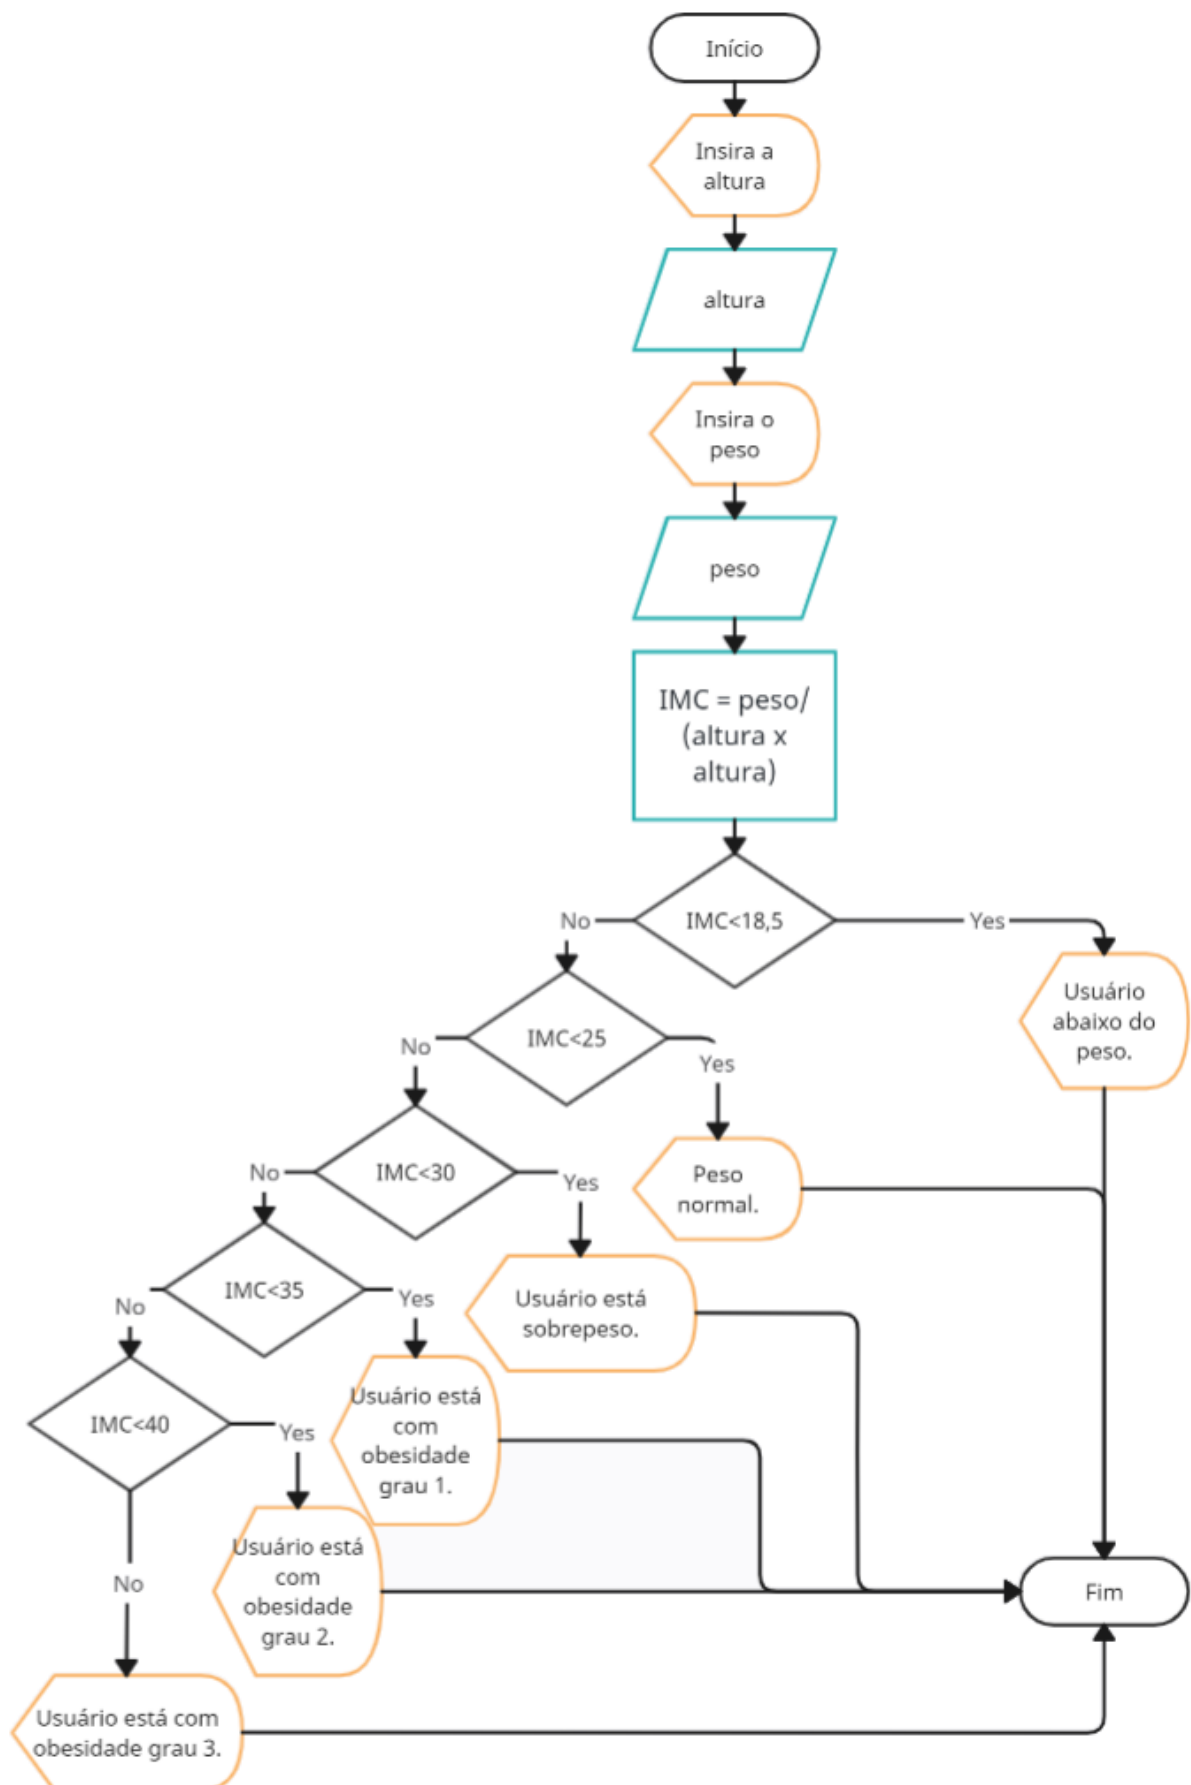 Início
Insira a
altura
altura
Insira o
peso
peso
IMC = peso/
(altura x
altura)
IMC<18,5
No
Yes
Usuário
abaixo do
peso.
IMC<25
No
Yes
Peso
normal.
IMC<30
No
Yes
Usuário está
sobrepeso.
IMC<35
No
Yes
Usuário está
com
obesidade
grau 1.
IMC<40
Yes
Usuário está
com
obesidade
grau 2.
No
Usuário está com
obesidade grau 3.
Fim